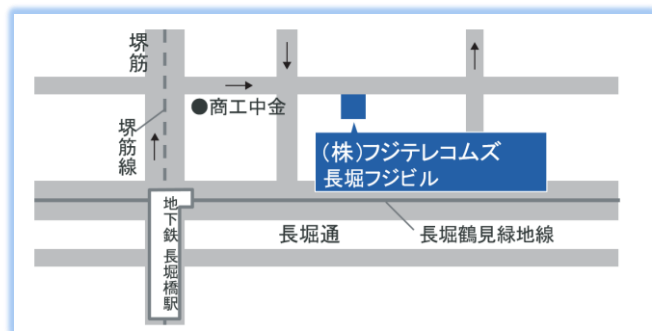 堺筋
●商工中金
堺筋線
(株)フジテレコムズ
長堀フジビル
地下鉄 長堀橋駅
長堀通
長堀鶴見緑地線